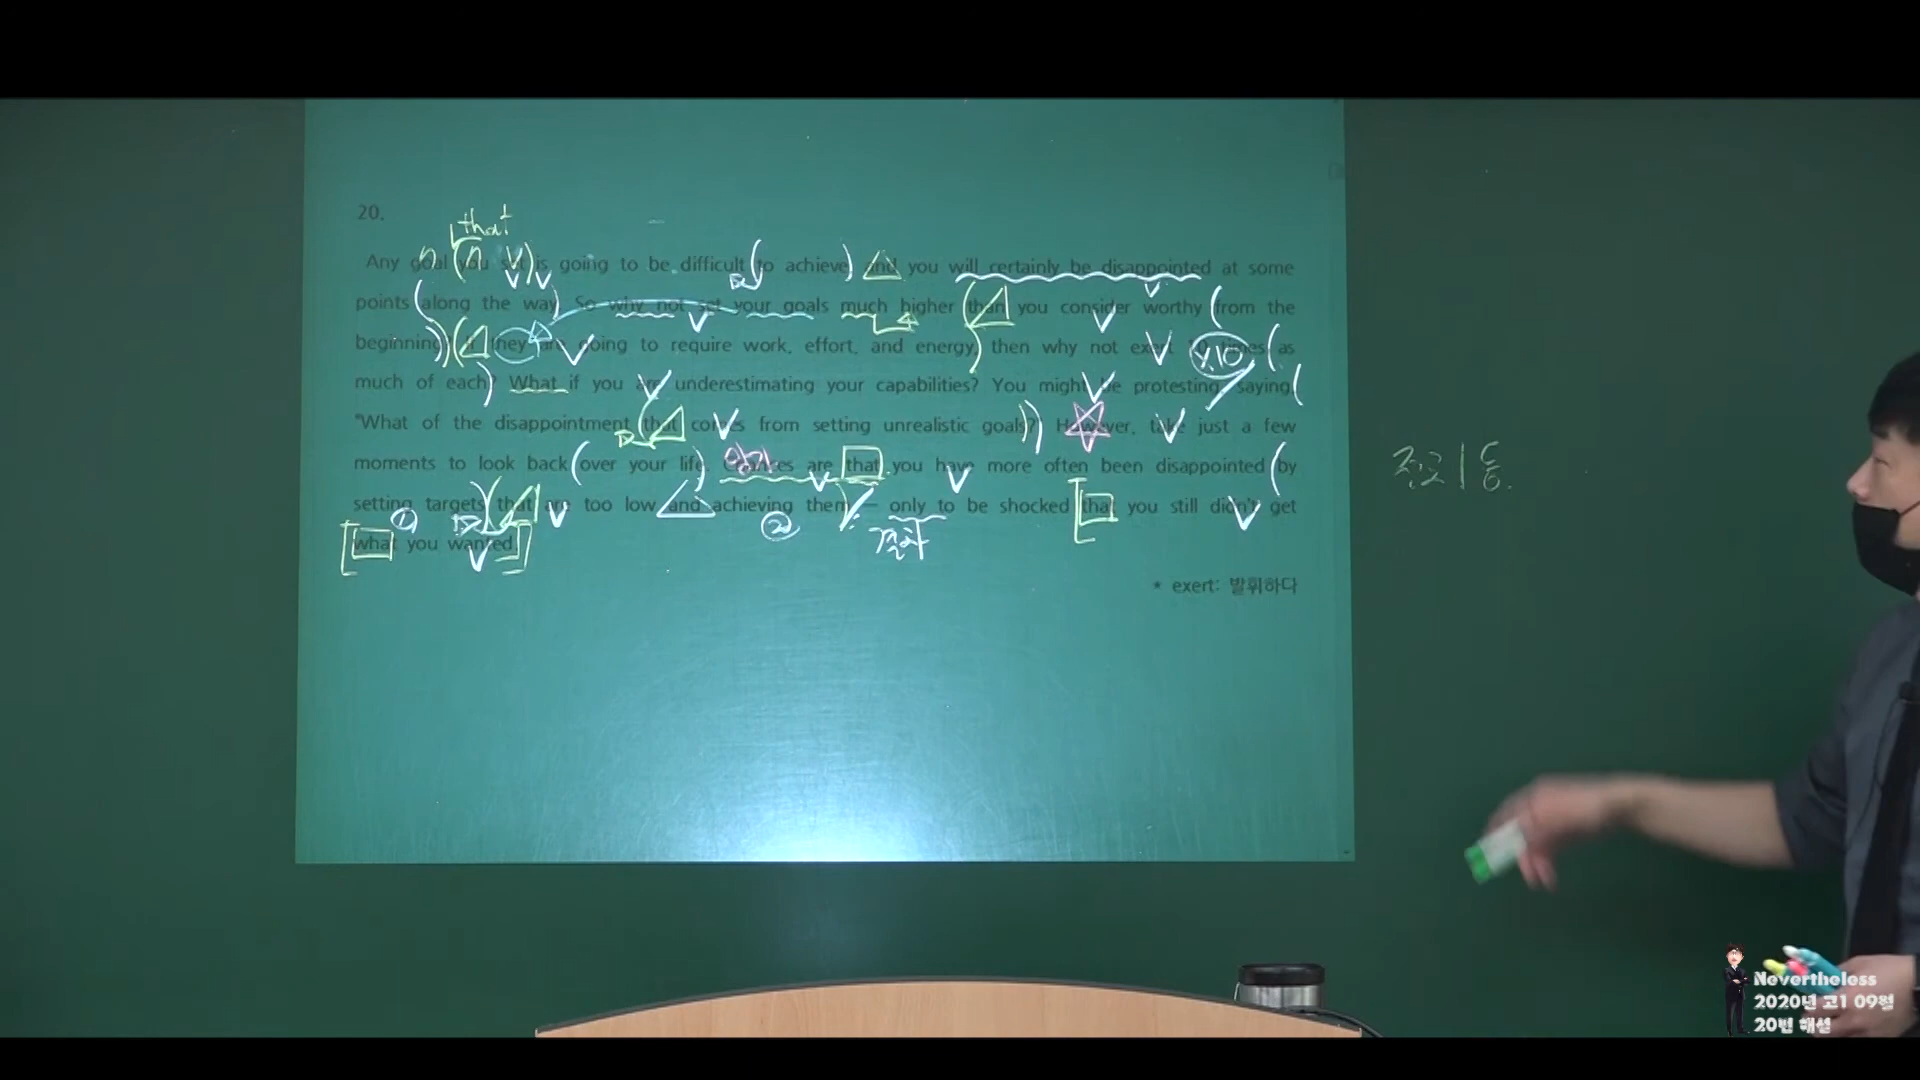 20.
that
Any goal you set is going to be difficult to achieve, and you will certainly be disappointed at some
points along the way. So why not set your goals much higher than you consider worthy from the
beginning? If they are going to require work, effort, and energy, then why not exert 10 times as
x10
much of each? What if you are underestimating your capabilities? You might be protesting, saying,
"What of the disappointment that comes from setting unrealistic goals?" However, take just a few
moments to look back over your life. Chances are that you have more often been disappointed by
setting targets that are too low and achieving them — only to be shocked that you still didn't get
① ②
what you wanted.
* exert: 발휘하다
Nevertheless
2020년 고1 09월
20번 해설